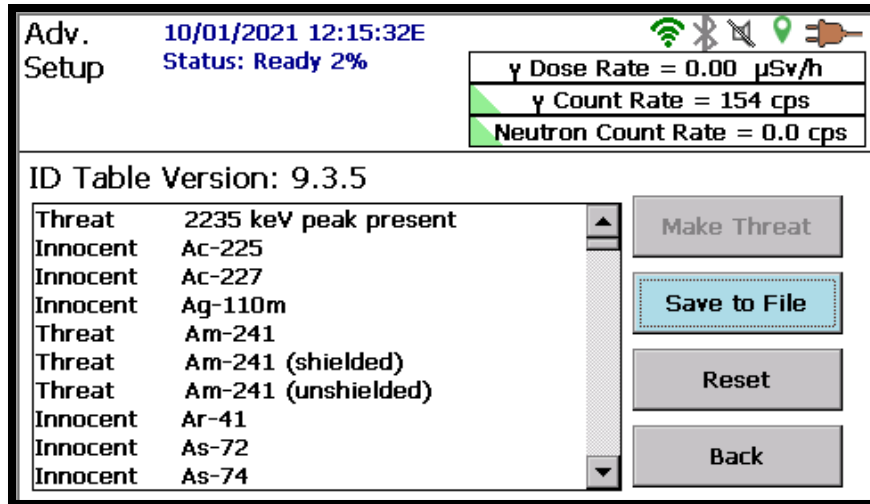 Adv. Setup
10/01/2021 12:15:32E
Status: Ready 2%
γ Dose Rate = 0.00 µSv/h
γ Count Rate = 154 cps
Neutron Count Rate = 0.0 cps
ID Table Version: 9.3.5
Threat 2235 keV peak present
Innocent Ac-225
Innocent Ac-227
Innocent Ag-110m
Threat Am-241
Threat Am-241 (shielded)
Threat Am-241 (unshielded)
Innocent Ar-41
Innocent As-72
Innocent As-74
Make Threat
Save to File
Reset
Back